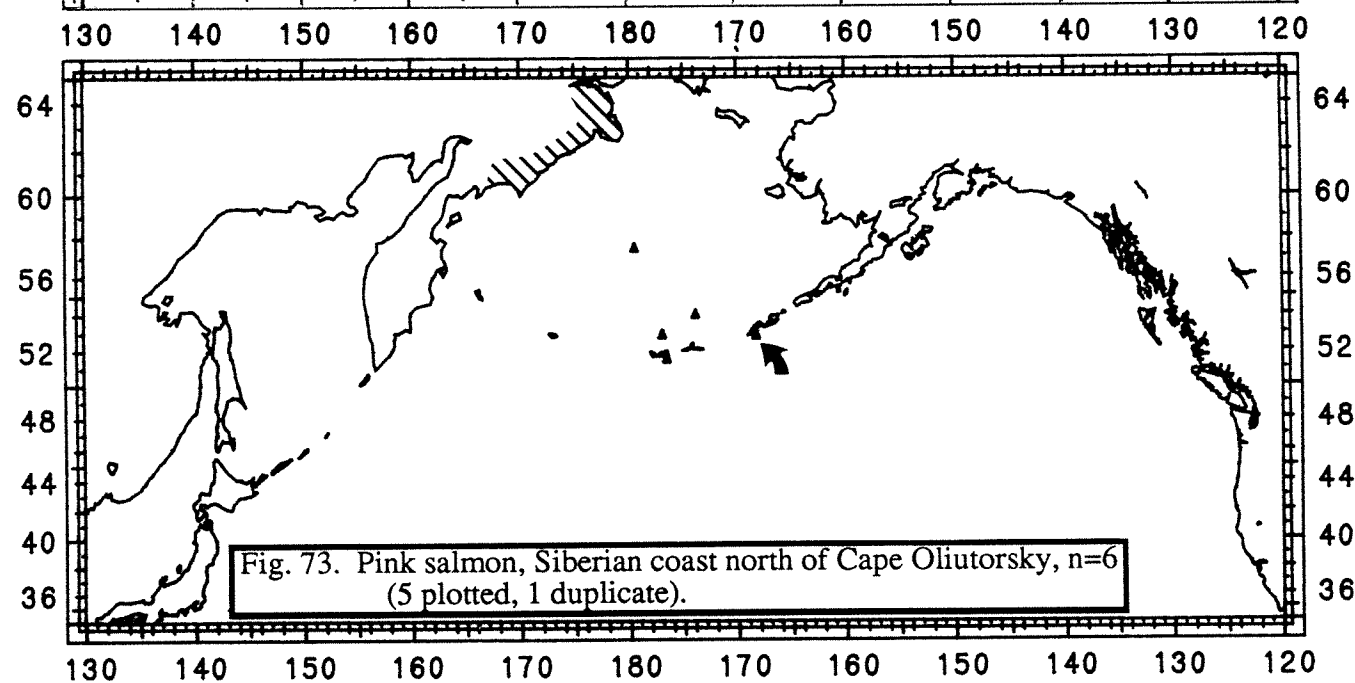 130 140 150 160 170 180 170 160 150 140 130 120
64 64
60 60
56 56
52 52
48 48
44 44
40 40
Fig. 73. Pink salmon, Siberian coast north of Cape Oliutorsky, n=6
(5 plotted, 1 duplicate).
36 36
130 140 150 160 170 180 170 160 150 140 130 120